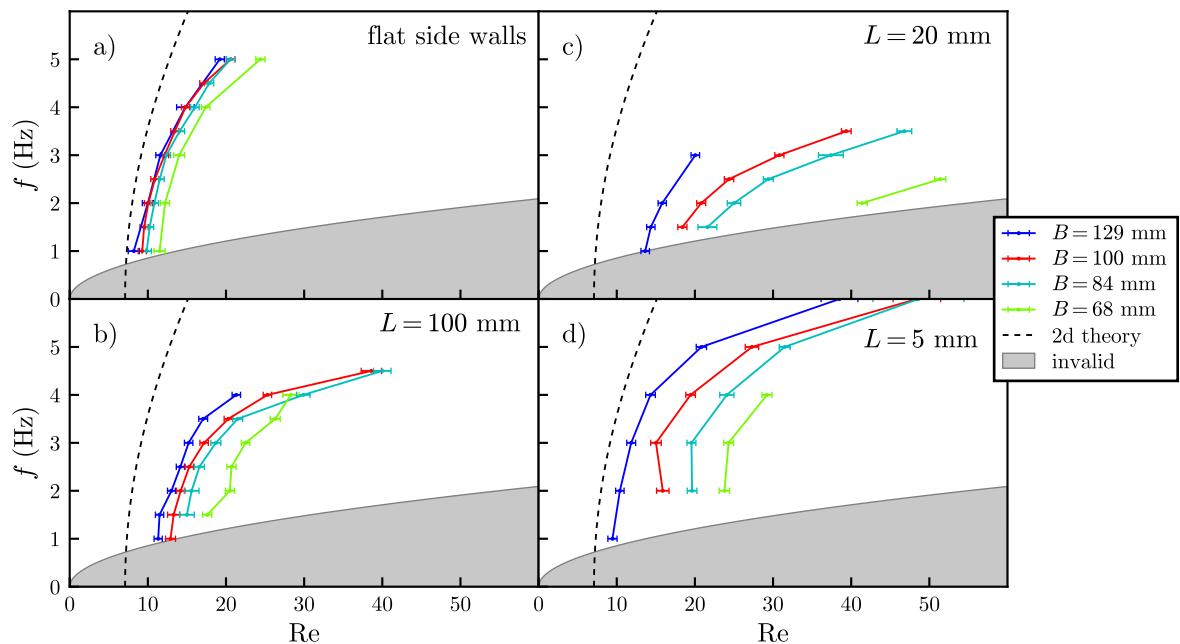 a)
flat side walls
c)
L = 20 mm
f (Hz)
5
4
3
2
1
0
b)
L = 100 mm
d)
L = 5 mm
f (Hz)
5
4
3
2
1
0
0 10 20 30 40 50
Re
0 10 20 30 40 50
Re
B = 129 mm
B = 100 mm
B = 84 mm
B = 68 mm
2d theory
invalid